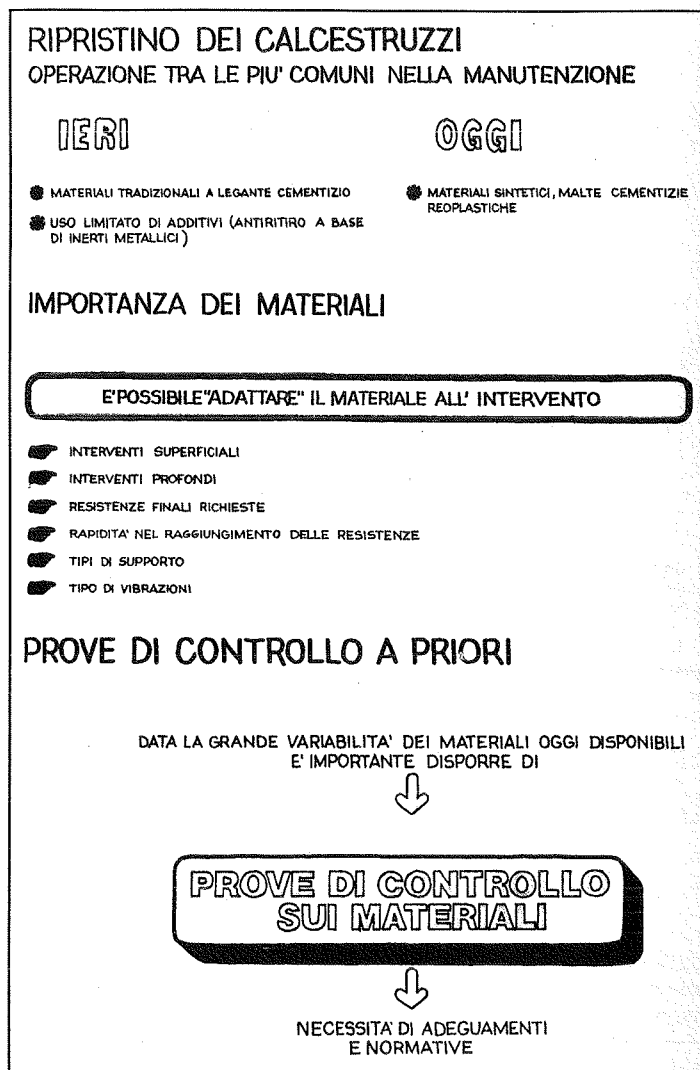 RIPRISTINO DEI CALCESTRUZZI
OPERAZIONE TRA LE PIU' COMUNI NELLA MANUTENZIONE
IERI
MATERIALI TRADIZIONALI A LEGANTE CEMENTIZIO
USO LIMITATO DI ADDITIVI (ANTIRITIRO A BASE
DI INERTI METALLICI)
OGGI
MATERIALI SINTETICI, MALTE CEMENTIZIE
REOPLASTICHE
IMPORTANZA DEI MATERIALI
E'POSSIBILE "ADATTARE" IL MATERIALE ALL' INTERVENTO
INTERVENTI SUPERFICIALI
INTERVENTI PROFONDI
RESISTENZE FINALI RICHIESTE
RAPIDITA' NEL RAGGIUNGIMENTO DELLE RESISTENZE
TIPI DI SUPPORTO
TIPO DI VIBRAZIONI
PROVE DI CONTROLLO A PRIORI
DATA LA GRANDE VARIABILITA' DEI MATERIALI OGGI DISPONIBILI
E' IMPORTANTE DISPORRE DI
PROVE DI CONTROLLO
SUI MATERIALI
NECESSITA' DI ADEGUAMENTI
E NORMATIVE